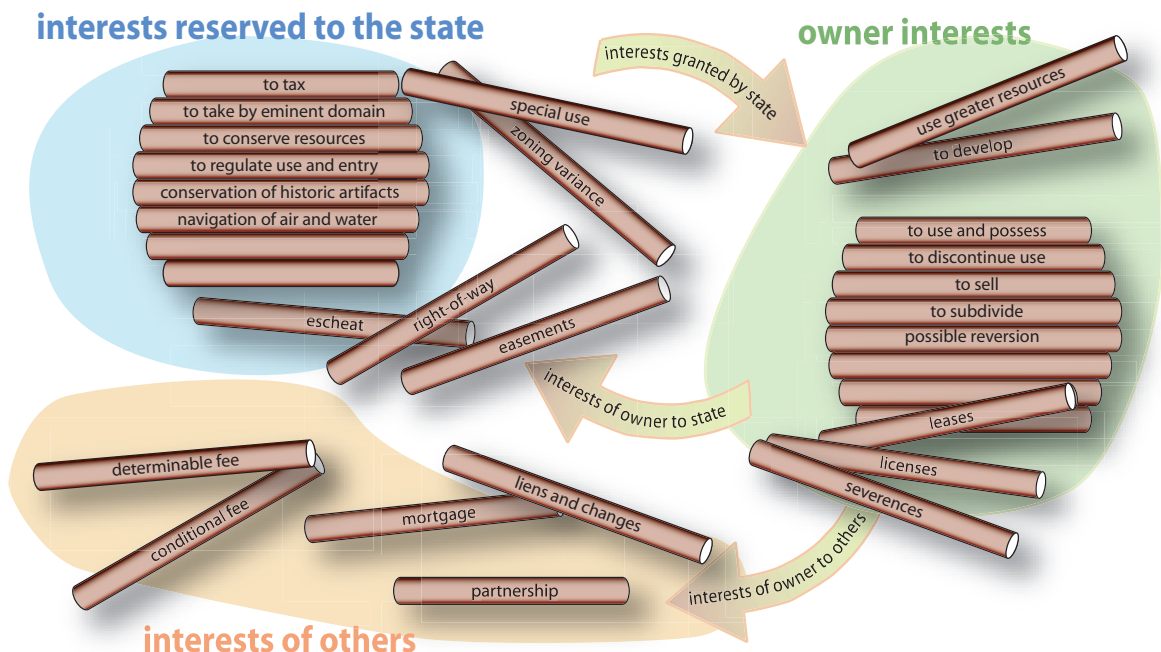 interests reserved to the state
to tax
to take by eminent domain
to conserve resources
to regulate use and entry
conservation of historic artifacts
navigation of air and water
special use
zoning variance
escheat
right-of-way
easements
interests granted by state
owner interests
use greater resources
to develop
to use and possess
to discontinue use
to sell
to subdivide
possible reversion
leases
licenses
severences
interests of owner to state
interests of owner to others
determinable fee
conditional fee
mortgage
liens and changes
partnership
interests of others